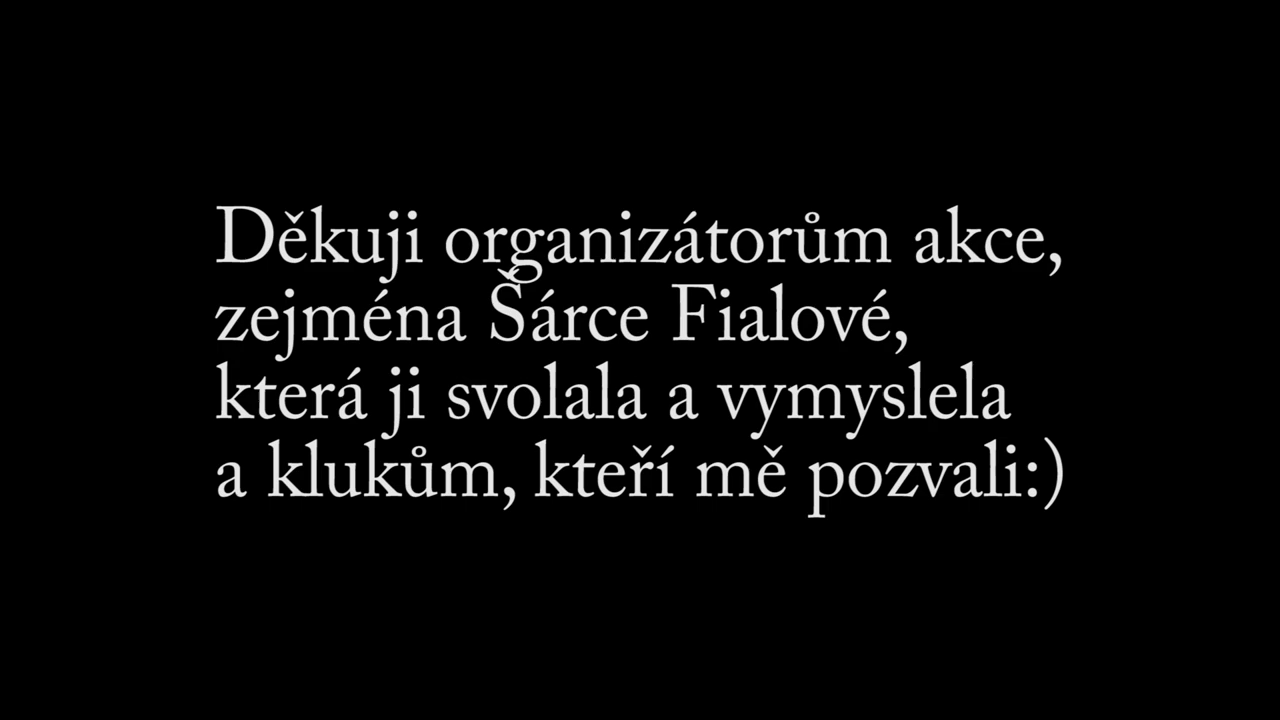 Děkuji organizátorům akce,
zejména Šárce Fialové,
která ji svolala a vymyslela
a klukům, kteří mě pozvali:)